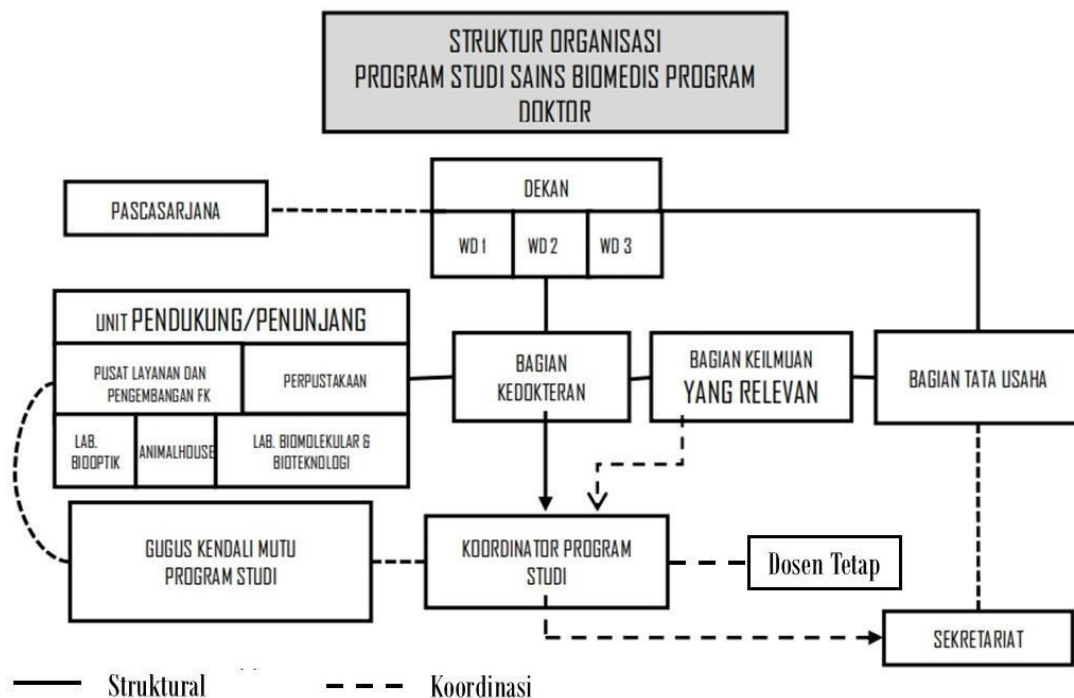 STRUKTUR ORGANISASI
PROGRAM STUDI SAINS BIOMEDIS PROGRAM
DOKTOR
DEKAN
PASCASARJANA
WD 1
WD 2
WD 3
UNIT PENDUKUNG/PENUNJANG
PUSAT LAYANAN DAN
PENGEMBANGAN FK
PERPUSTAKAAN
LAB.
BIOOPTIK
ANIMALHOUSE
LAB. BIOMOLEKULAR &
BIOTEKNOLOGI
BAGIAN
KEDOKTERAN
BAGIAN KEILMUAN
YANG RELEVAN
BAGIAN TATA USAHA
GUGUS KENDALI MUTU
PROGRAM STUDI
KOORDINATOR PROGRAM
STUDI
Dosen Tetap
SEKRETARIAT
Struktural
Koordinasi